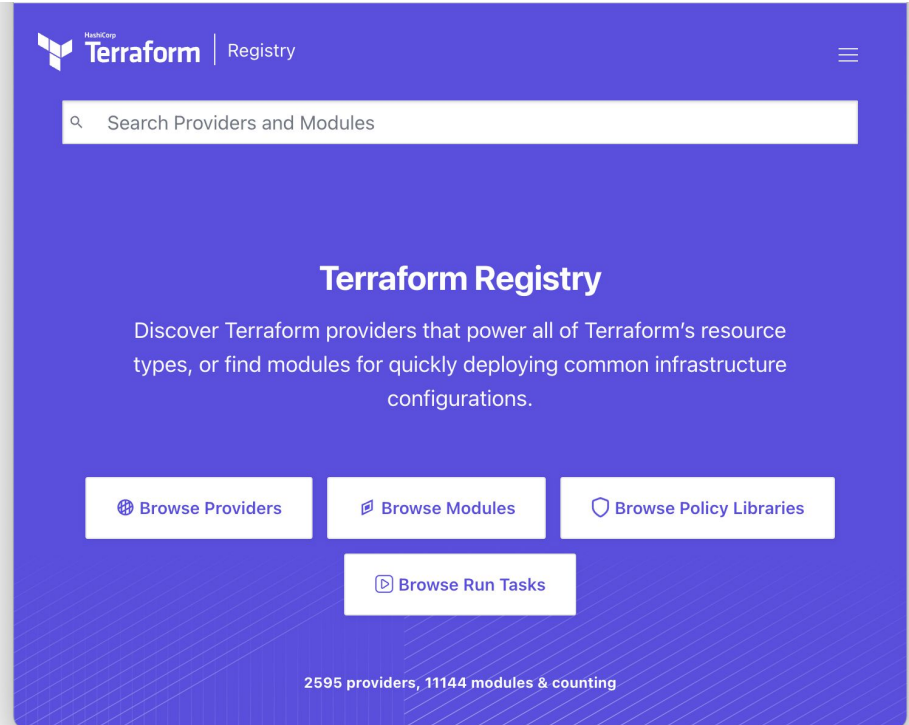 HashiCorp
Terraform
Registry
Search Providers and Modules
Terraform Registry
Discover Terraform providers that power all of Terraform’s resource
types, or find modules for quickly deploying common infrastructure
configurations.
Browse Providers
Browse Modules
Browse Policy Libraries
Browse Run Tasks
2595 providers, 11144 modules & counting